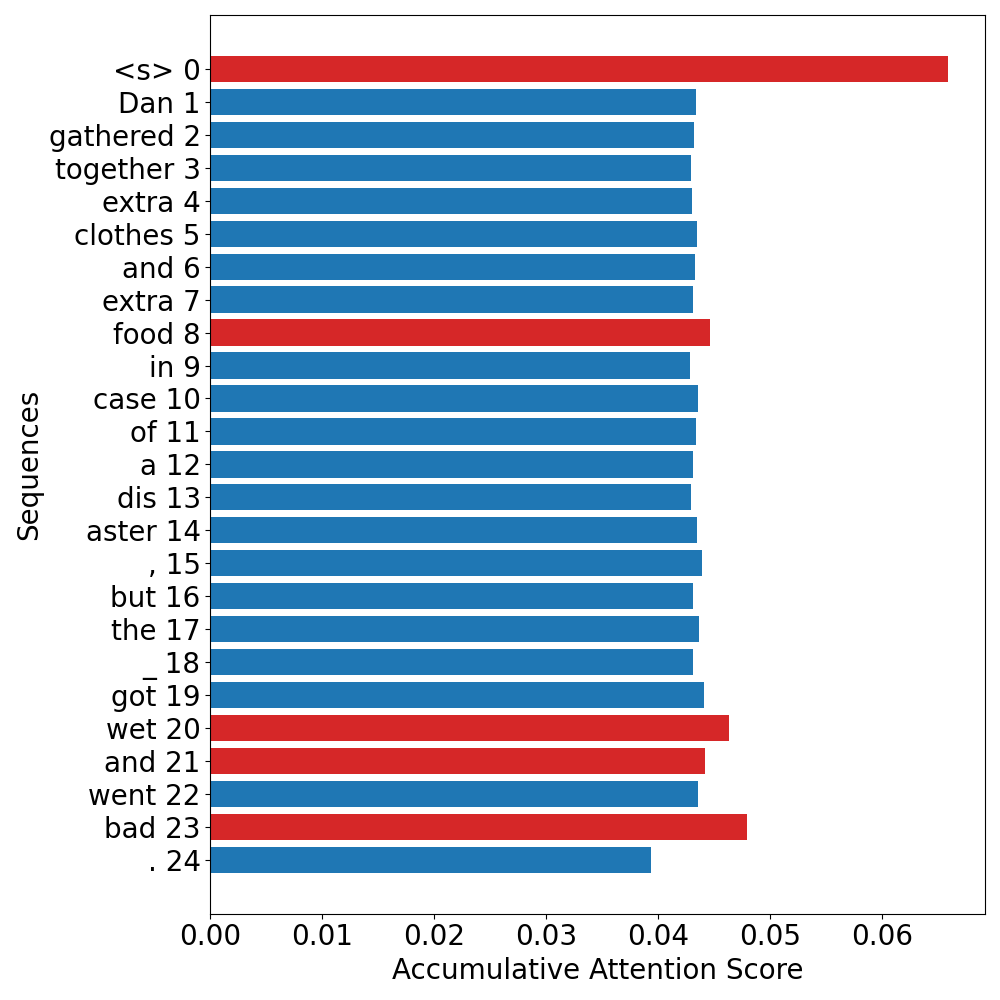 <s> 0
Dan 1
gathered 2
together 3
extra 4
clothes 5
and 6
extra 7
food 8
in 9
case 10
of 11
a 12
dis 13
aster 14
, 15
but 16
the 17
_ 18
got 19
wet 20
and 21
went 22
bad 23
. 24
Sequences
0.00 0.01 0.02 0.03 0.04 0.05 0.06
Accumulative Attention Score